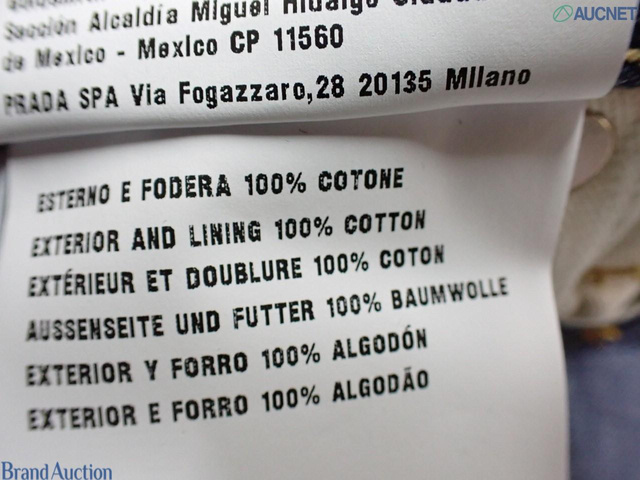 AUCNET
Sección Alcaldía Miguel Hidalgo
de Mexico - Mexico CP 11560
PRADA SPA Via Fogazzaro,28 20135 Milano
ESTERNO E FODERA 100% COTONE
EXTERIOR AND LINING 100% COTTON
EXTÉRIEUR ET DOUBLURE 100% COTON
AUSSENSEITE UND FUTTER 100% BAUMWOLLE
EXTERIOR Y FORRO 100% ALGODÓN
EXTERIOR E FORRO 100% ALGODÃO
Brand Auction